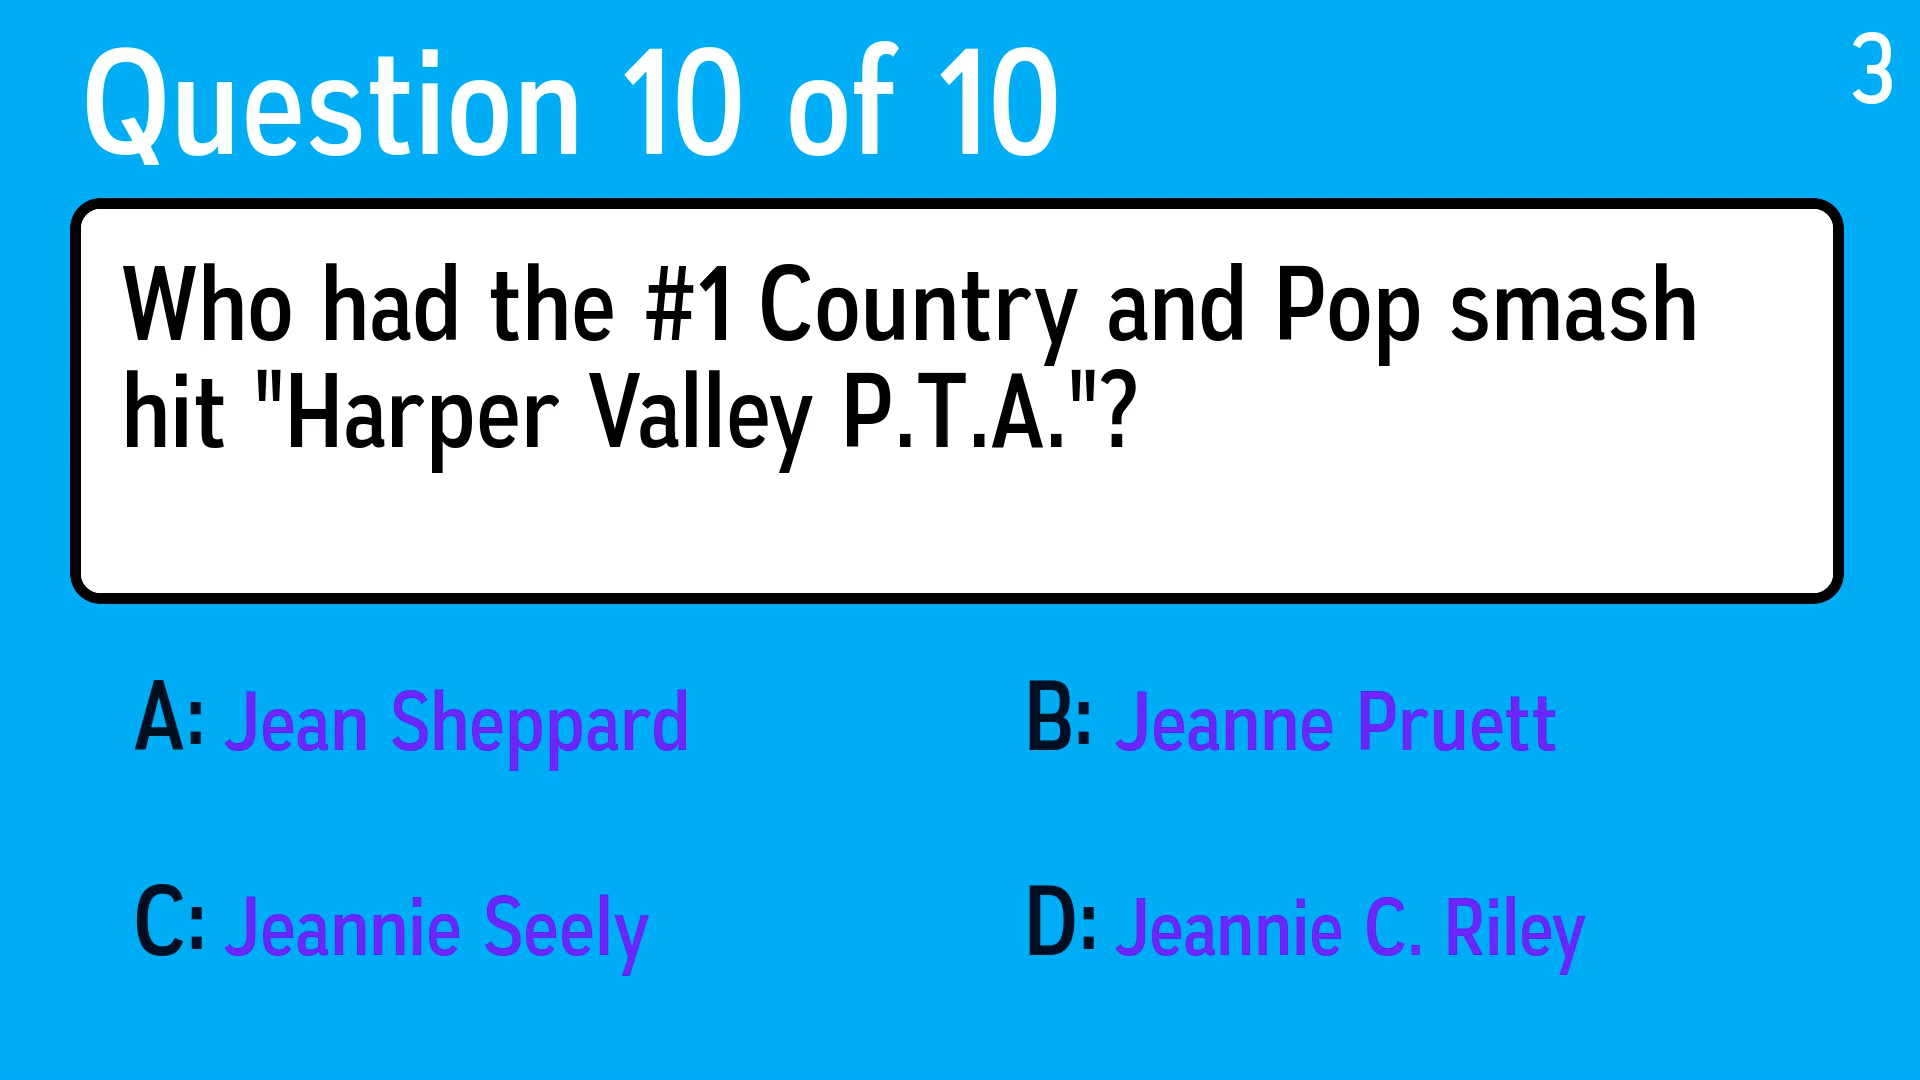 Question 10 of 10
3
Who had the #1 Country and Pop smash
hit "Harper Valley P.T.A."?
A: Jean Sheppard
B: Jeanne Pruett
C: Jeannie Seely
D: Jeannie C. Riley